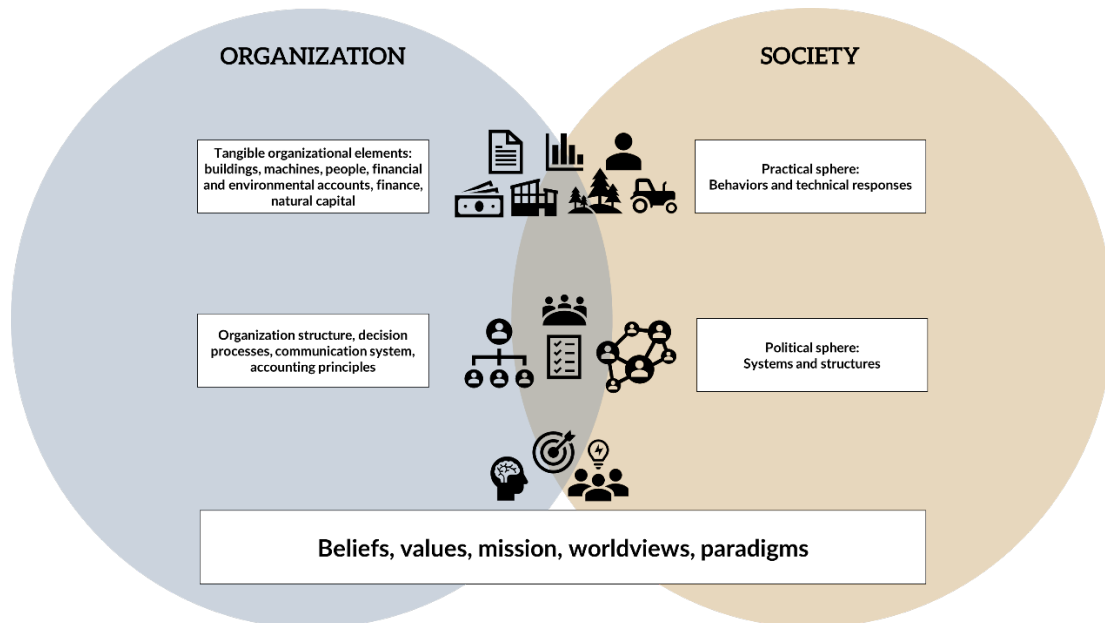 ORGANIZATION
SOCIETY
Tangible organizational elements:
buildings, machines, people, financial
and environmental accounts, finance,
natural capital
Practical sphere:
Behaviors and technical responses
Organization structure, decision
processes, communication system,
accounting principles
Political sphere:
Systems and structures
Beliefs, values, mission, worldviews, paradigms